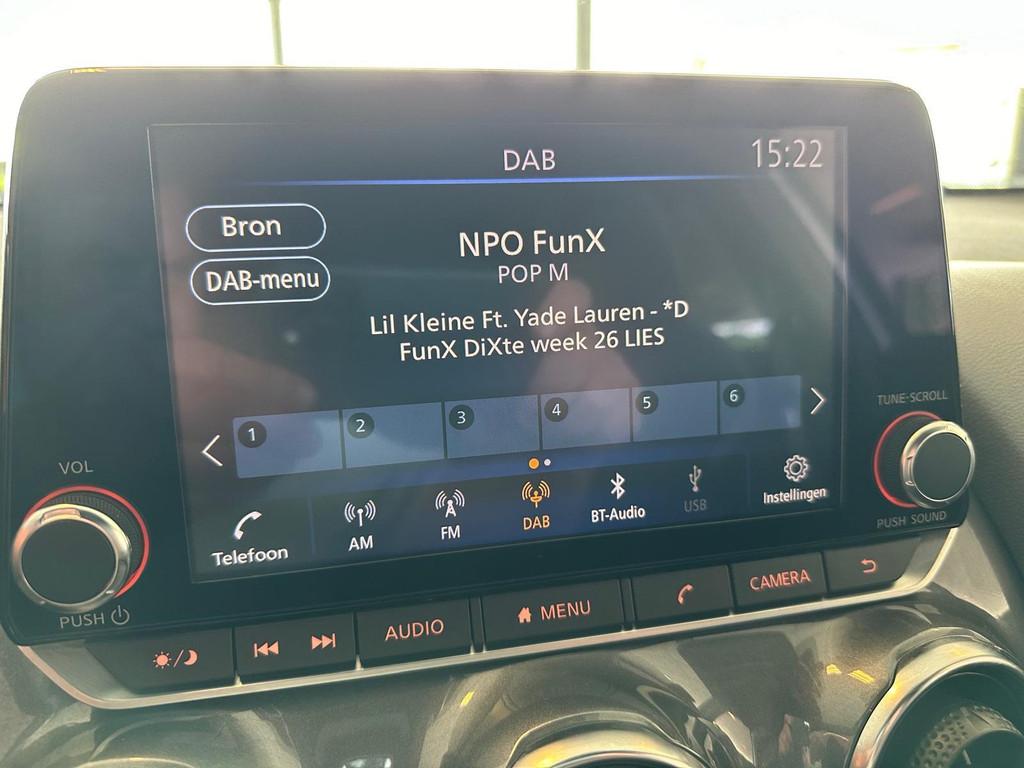 DAB
15:22
Bron
DAB-menu
NPO FunX
POP M
Lil Kleine Ft. Yade Lauren - *D
FunX DiXte week 26 LIES
1
2
3
4
5
6
Telefoon
AM
FM
DAB
BT-Audio
USB
Instellingen
VOL
PUSH
TUNE·SCROLL
PUSH SOUND
AUDIO
MENU
CAMERA